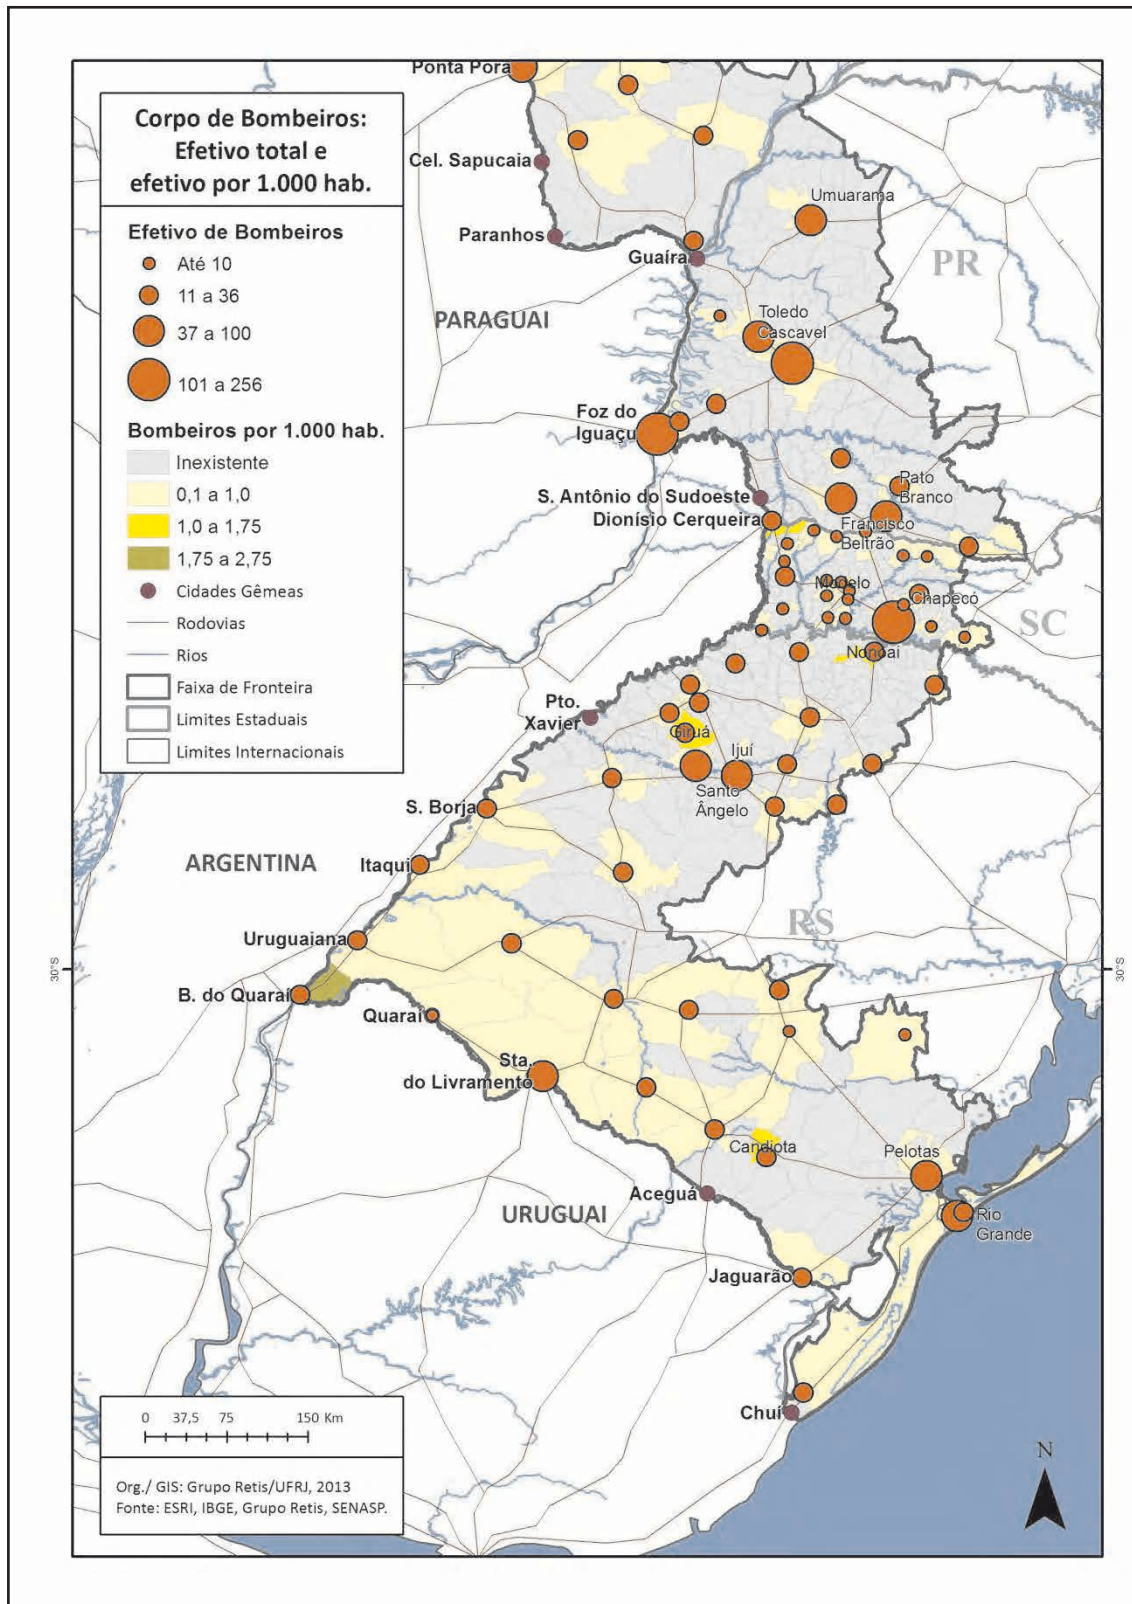 Ponta Porã
Corpo de Bombeiros:
Efetivo total e
efetivo por 1.000 hab.
Efetivo de Bombeiros
Até 10
11 a 36
37 a 100
101 a 256
Bombeiros por 1.000 hab.
Inexistente
0,1 a 1,0
1,0 a 1,75
1,75 a 2,75
Cidades Gêmeas
Rodovias
Rios
Faixa de Fronteira
Limites Estaduais
Limites Internacionais
Cel. Sapucaia
Paranhos
Umuarama
Guaíra
PR
PARAGUAI
Toledo
Cascavel
Foz do
Iguaçu
Pato
Branco
S. Antônio do Sudoeste
Dionísio Cerqueira
Francisco
Beltrão
Modelo
Chapecó
SC
Nonoai
Pto.
Xavier
Giruá
Ijuí
Santo
Ângelo
S. Borja
ARGENTINA
Itaqui
RS
Uruguaiana
30°S
30°S
B. do Quaraí
Quaraí
Sta.
do Livramento
Candiota
Pelotas
Aceguá
URUGUAI
Rio
Grande
Jaguarão
Chuí
0 37,5 75 150 Km
N
Org./ GIS: Grupo Retis/UFRJ, 2013
Fonte: ESRI, IBGE, Grupo Retis, SENASP.